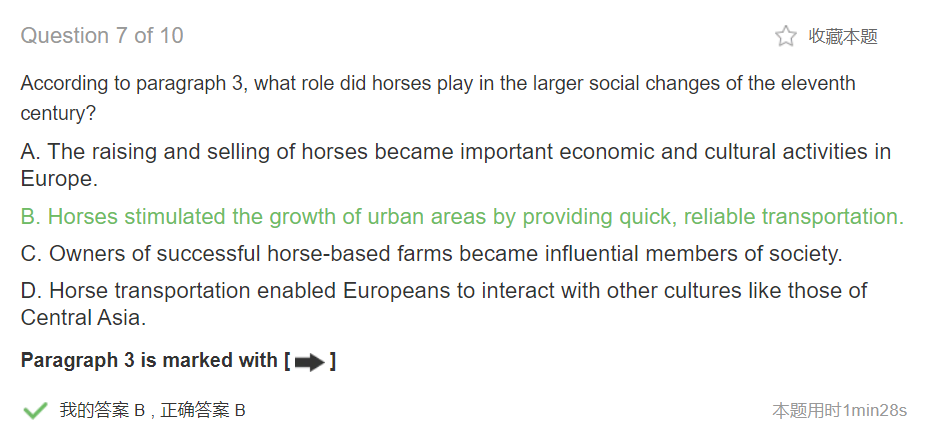 Question 7 of 10
收藏本题
According to paragraph 3, what role did horses play in the larger social changes of the eleventh
century?
A. The raising and selling of horses became important economic and cultural activities in
Europe.
B. Horses stimulated the growth of urban areas by providing quick, reliable transportation.
C. Owners of successful horse-based farms became influential members of society.
D. Horse transportation enabled Europeans to interact with other cultures like those of
Central Asia.
Paragraph 3 is marked with [ ]
我的答案 B , 正确答案 B
本题用时1min28s